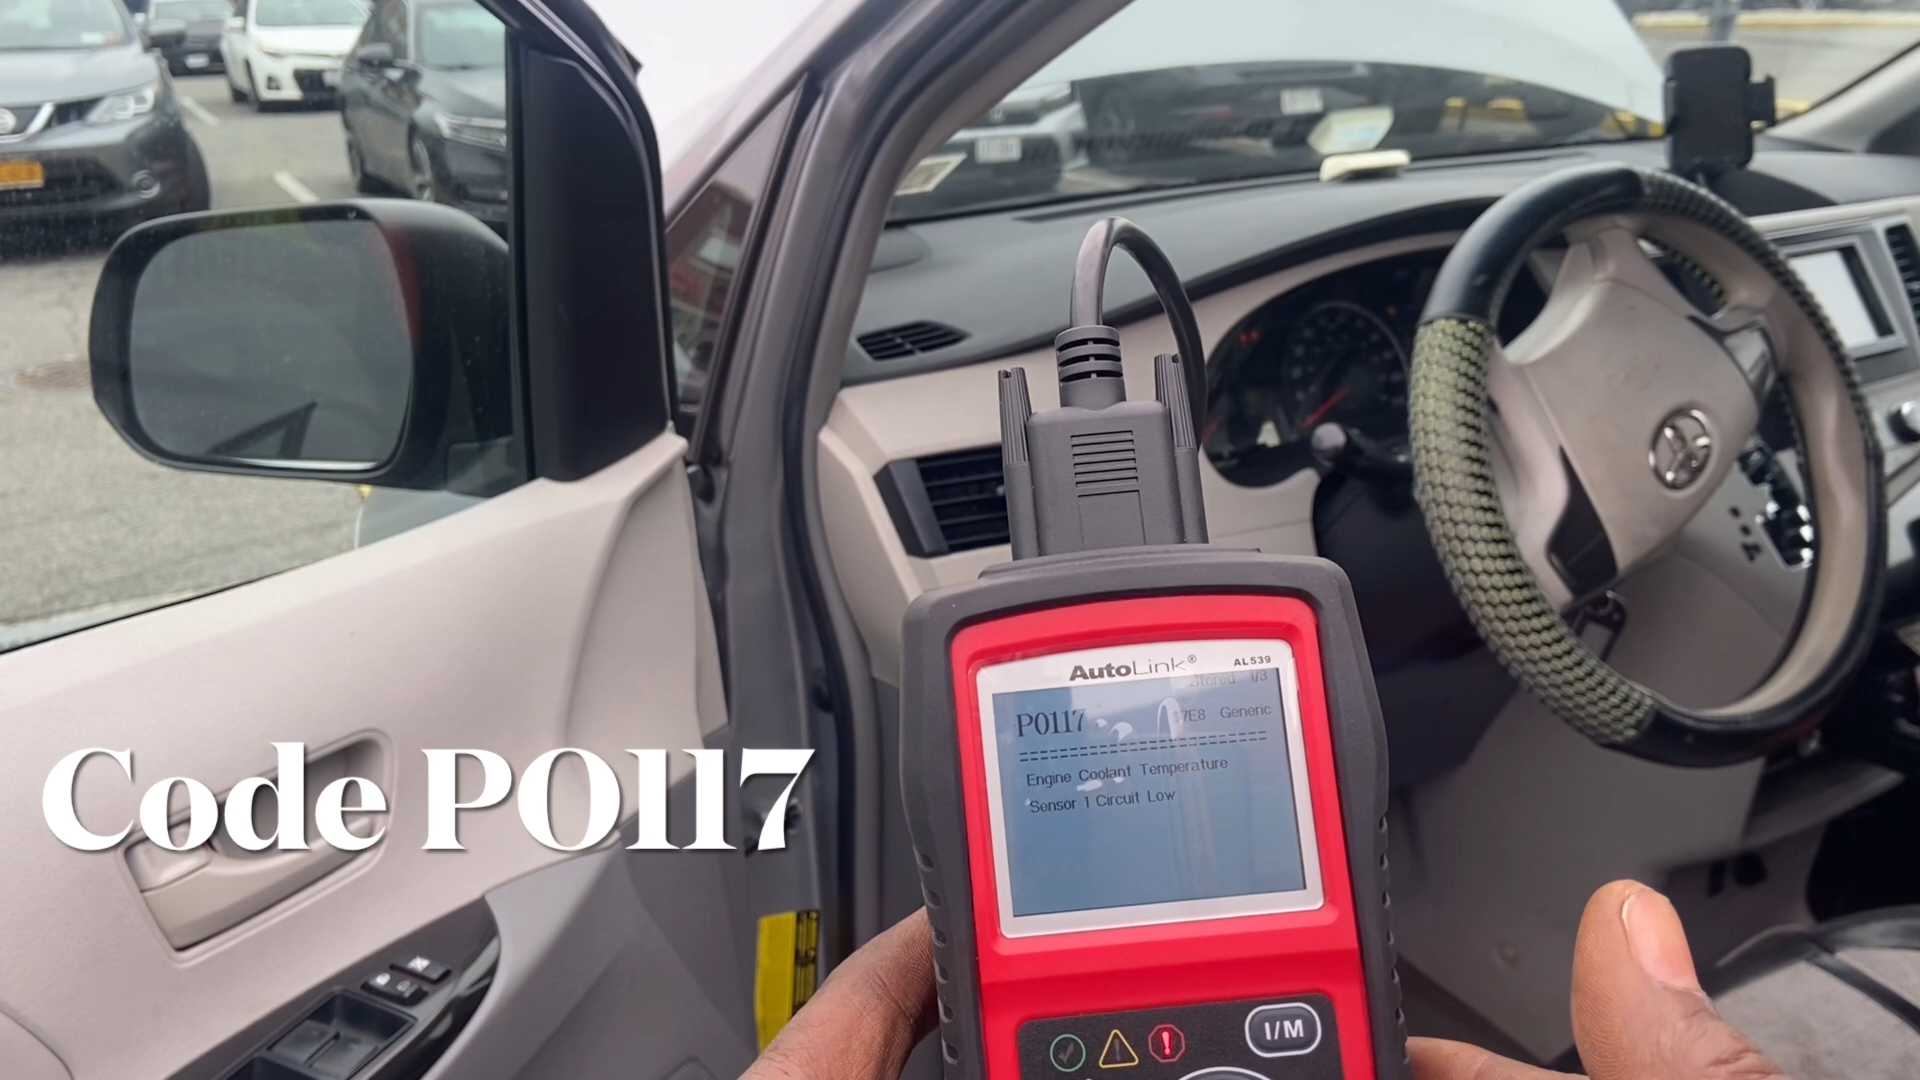 AutoLink® AL539
Stored 1/3
P0117 $7E8 Generic
Engine Coolant Temperature
Sensor 1 Circuit Low
Code P0117
I/M